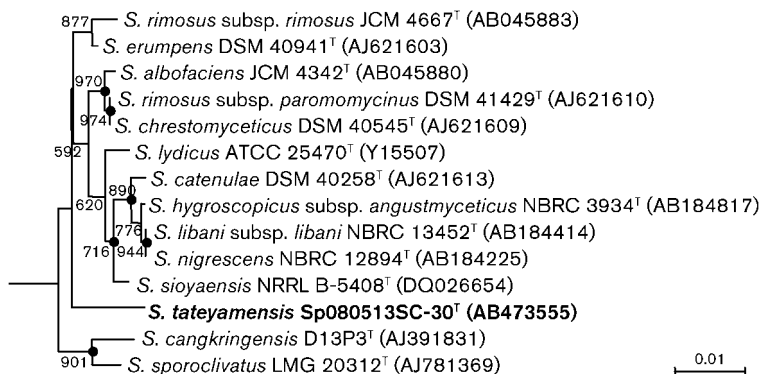 877 S. rimosus subsp. rimosus JCM 4667ᵀ (AB045883)
S. erumpens DSM 40941ᵀ (AJ621603)
970 S. albofaciens JCM 4342ᵀ (AB045880)
S. rimosus subsp. paromomycinus DSM 41429ᵀ (AJ621610)
974 S. chrestomyceticus DSM 40545ᵀ (AJ621609)
592 S. lydicus ATCC 25470ᵀ (Y15507)
890 S. catenulae DSM 40258ᵀ (AJ621613)
620 S. hygroscopicus subsp. angustmyceticus NBRC 3934ᵀ (AB184817)
776 S. libani subsp. libani NBRC 13452ᵀ (AB184414)
716 944 S. nigrescens NBRC 12894ᵀ (AB184225)
S. sioyaensis NRRL B-5408ᵀ (DQ026654)
S. tateyamensis Sp080513SC-30ᵀ (AB473555)
S. cangkringensis D13P3ᵀ (AJ391831)
901 S. sporoclivatus LMG 20312ᵀ (AJ781369)
0.01